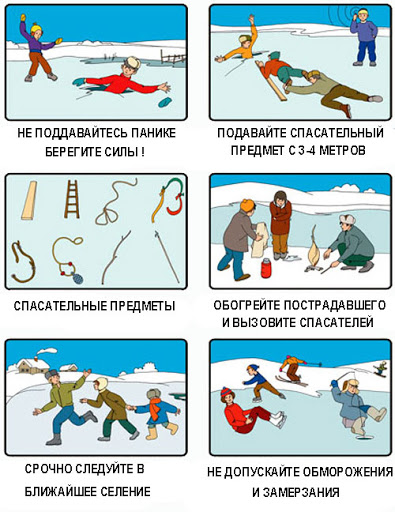 НЕ ПОДДАВАЙТЕСЬ ПАНИКЕ
БЕРЕГИТЕ СИЛЫ !
ПОДАВАЙТЕ СПАСАТЕЛЬНЫЙ
ПРЕДМЕТ С 3-4 МЕТРОВ
СПАСАТЕЛЬНЫЕ ПРЕДМЕТЫ
ОБОГРЕЙТЕ ПОСТРАДАВШЕГО
И ВЫЗОВИТЕ СПАСАТЕЛЕЙ
СРОЧНО СЛЕДУЙТЕ В
БЛИЖАЙШЕЕ СЕЛЕНИЕ
НЕ ДОПУСКАЙТЕ ОБМОРОЖЕНИЯ
И ЗАМЕРЗАНИЯ